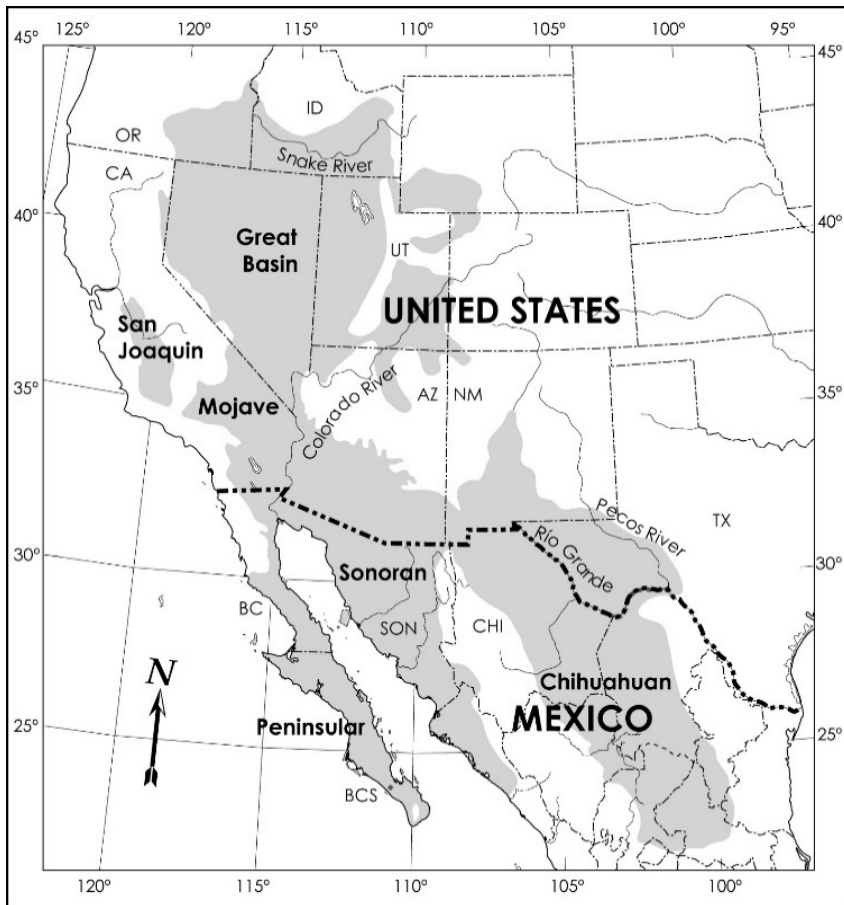 125° 120° 115° 110° 105° 100° 95°
45° 45°
ID
OR
Snake River
CA
40° 40°
Great
Basin
UT
UNITED STATES
San
Joaquin
35° 35°
Mojave
Colorado River
AZ NM
Pecos River
TX
Río Grande
30° 30°
Sonoran
BC
SON
CHI
N
Chihuahuan
MEXICO
Peninsular
25° 25°
BCS
120° 115° 110° 105° 100°